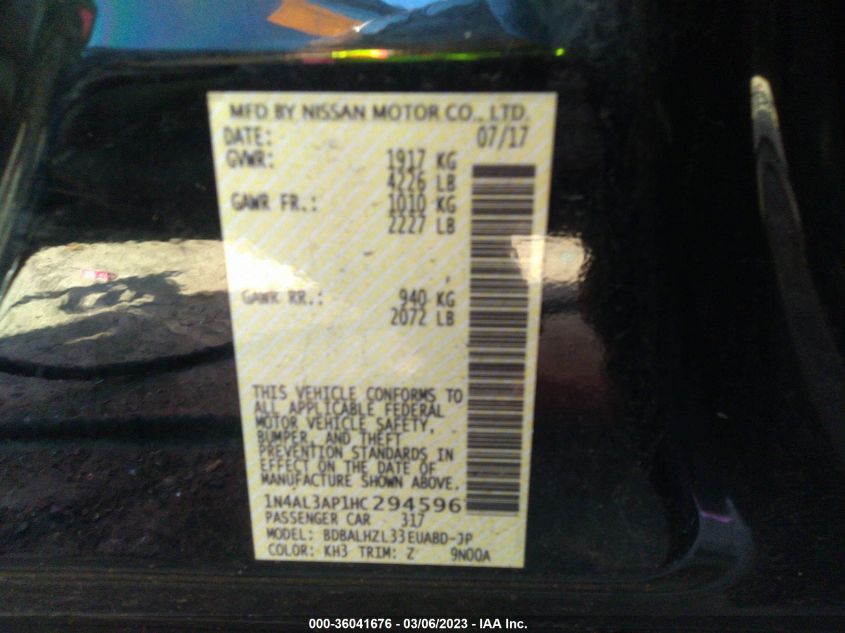 MFD BY NISSAN MOTOR CO., LTD.
DATE: 07/17
GVWR: 1917 KG
4226 LB
GAWR FR.: 1010 KG
2227 LB
GAWR RR.: 940 KG
2072 LB
THIS VEHICLE CONFORMS TO
ALL APPLICABLE FEDERAL
MOTOR VEHICLE SAFETY,
BUMPER, AND THEFT
PREVENTION STANDARDS IN
EFFECT ON THE DATE OF
MANUFACTURE SHOWN ABOVE.
1N4AL3AP1HC294596
PASSENGER CAR 317
MODEL: BDBALHZL33EUABD-JP
COLOR: KH3 TRIM: Z 9N00A
000-36041676 - 03/06/2023 - IAA Inc.